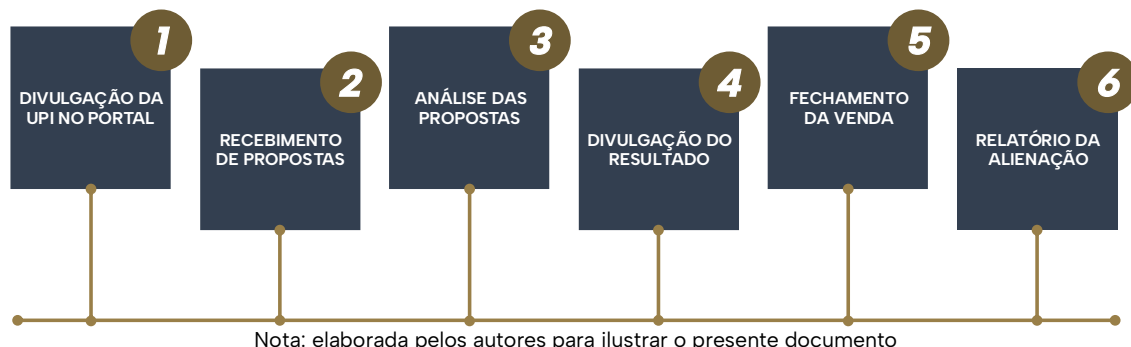 1
DIVULGAÇÃO DA
UPI NO PORTAL
2
RECEBIMENTO
DE PROPOSTAS
3
ANÁLISE DAS
PROPOSTAS
4
DIVULGAÇÃO DO
RESULTADO
5
FECHAMENTO
DA VENDA
6
RELATÓRIO DA
ALIENAÇÃO
Nota: elaborada pelos autores para ilustrar o presente documento